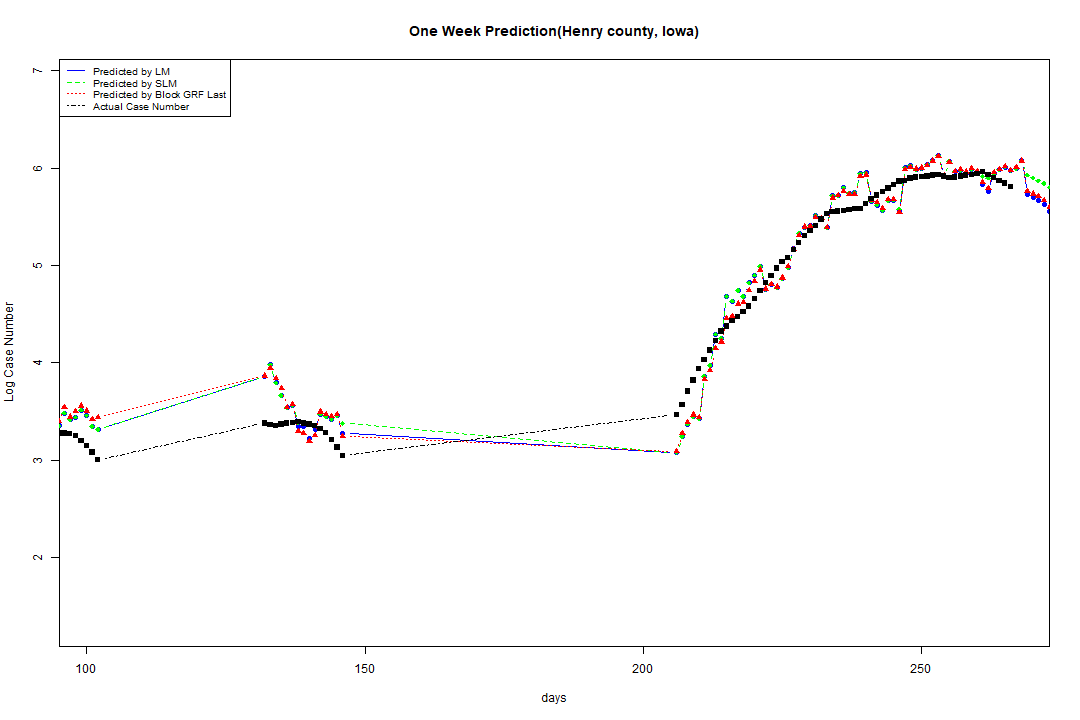 One Week Prediction(Henry county, Iowa)
Predicted by LM
Predicted by SLM
Predicted by Block GRF Last
Actual Case Number
7
6
5
4
3
2
Log Case Number
100 150 200 250
days